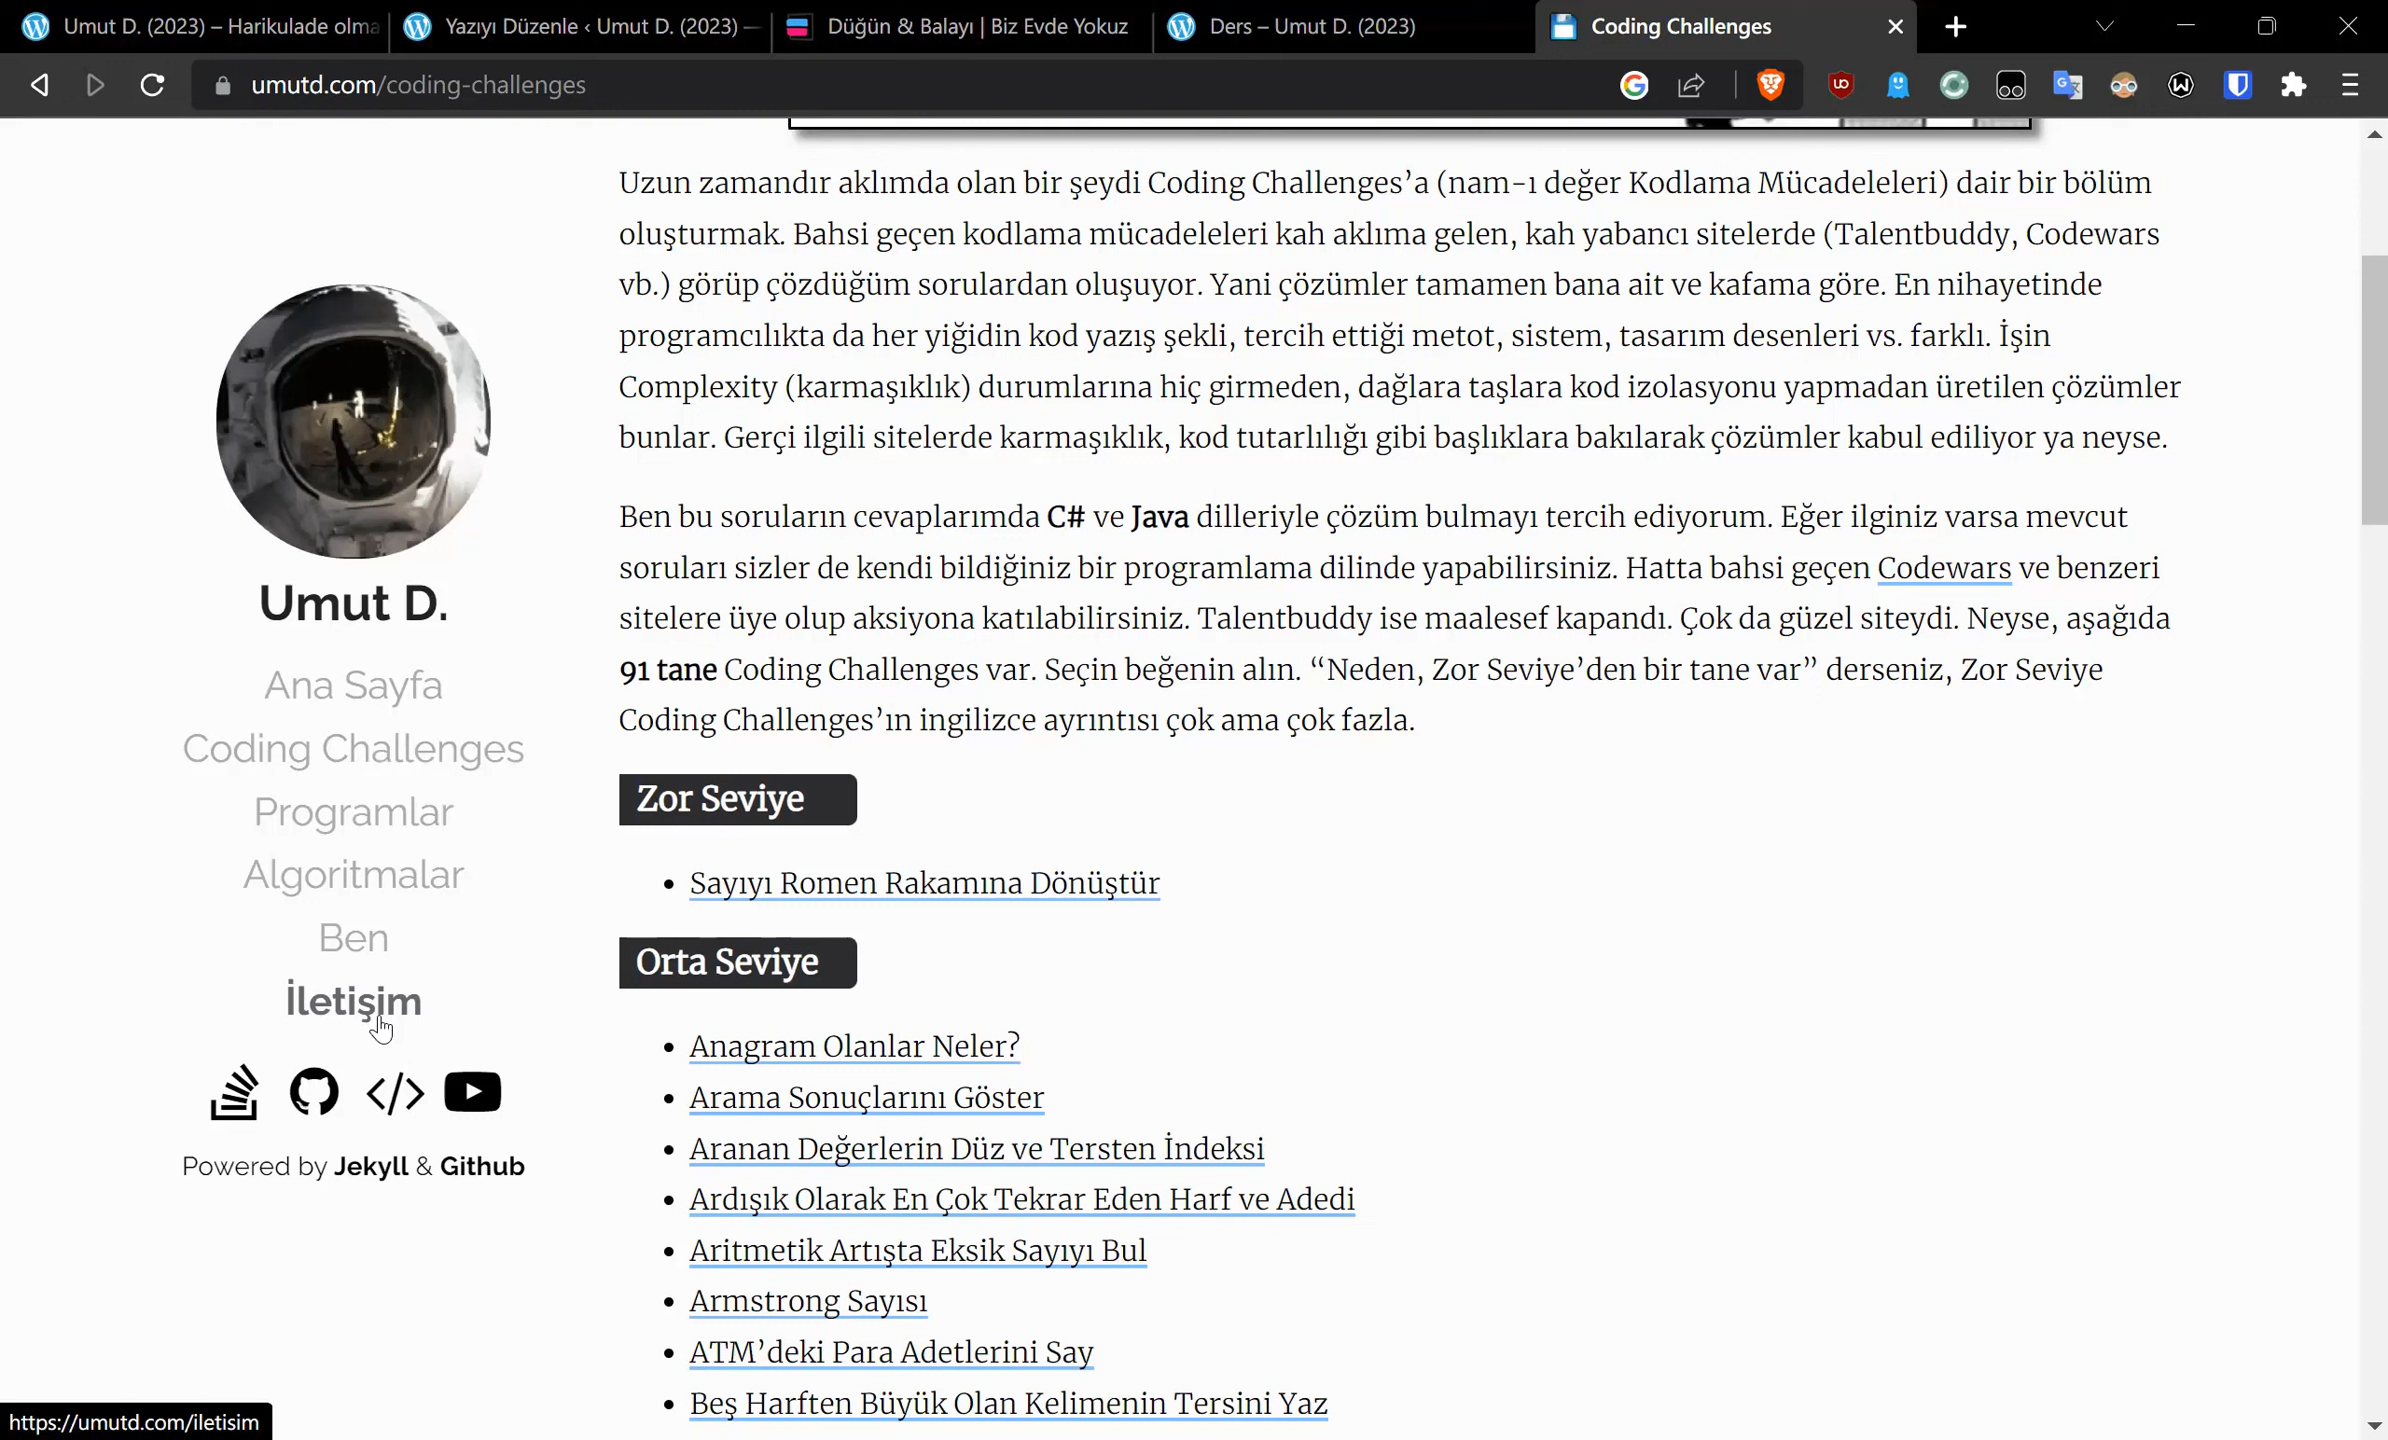 Umut D. (2023) – Harikulade olma
Yazıyı Düzenle ‹ Umut D. (2023) —
Düğün & Balayı | Biz Evde Yokuz
Ders – Umut D. (2023)
Coding Challenges
umutd.com/coding-challenges
Uzun zamandır aklımda olan bir şeydi Coding Challenges’a (nam-ı değer Kodlama Mücadeleleri) dair bir bölüm
oluşturmak. Bahsi geçen kodlama mücadeleleri kah aklıma gelen, kah yabancı sitelerde (Talentbuddy, Codewars
vb.) görüp çözdüğüm sorulardan oluşuyor. Yani çözümler tamamen bana ait ve kafama göre. En nihayetinde
programcılıkta da her yiğidin kod yazış şekli, tercih ettiği metot, sistem, tasarım desenleri vs. farklı. İşin
Complexity (karmaşıklık) durumlarına hiç girmeden, dağlara taşlara kod izolasyonu yapmadan üretilen çözümler
bunlar. Gerçi ilgili sitelerde karmaşıklık, kod tutarlılığı gibi başlıklara bakılarak çözümler kabul ediliyor ya neyse.
Ben bu soruların cevaplarımda C# ve Java dilleriyle çözüm bulmayı tercih ediyorum. Eğer ilginiz varsa mevcut
soruları sizler de kendi bildiğiniz bir programlama dilinde yapabilirsiniz. Hatta bahsi geçen Codewars ve benzeri
sitelere üye olup aksiyona katılabilirsiniz. Talentbuddy ise maalesef kapandı. Çok da güzel siteydi. Neyse, aşağıda
91 tane Coding Challenges var. Seçin beğenin alın. “Neden, Zor Seviye’den bir tane var” derseniz, Zor Seviye
Coding Challenges’ın ingilizce ayrıntısı çok ama çok fazla.
Zor Seviye
Sayıyı Romen Rakamına Dönüştür
Orta Seviye
Anagram Olanlar Neler?
Arama Sonuçlarını Göster
Aranan Değerlerin Düz ve Tersten İndeksi
Ardışık Olarak En Çok Tekrar Eden Harf ve Adedi
Aritmetik Artışta Eksik Sayıyı Bul
Armstrong Sayısı
ATM’deki Para Adetlerini Say
Beş Harften Büyük Olan Kelimenin Tersini Yaz
Umut D.
Ana Sayfa
Coding Challenges
Programlar
Algoritmalar
Ben
İletişim
Powered by Jekyll & Github
https://umutd.com/iletisim